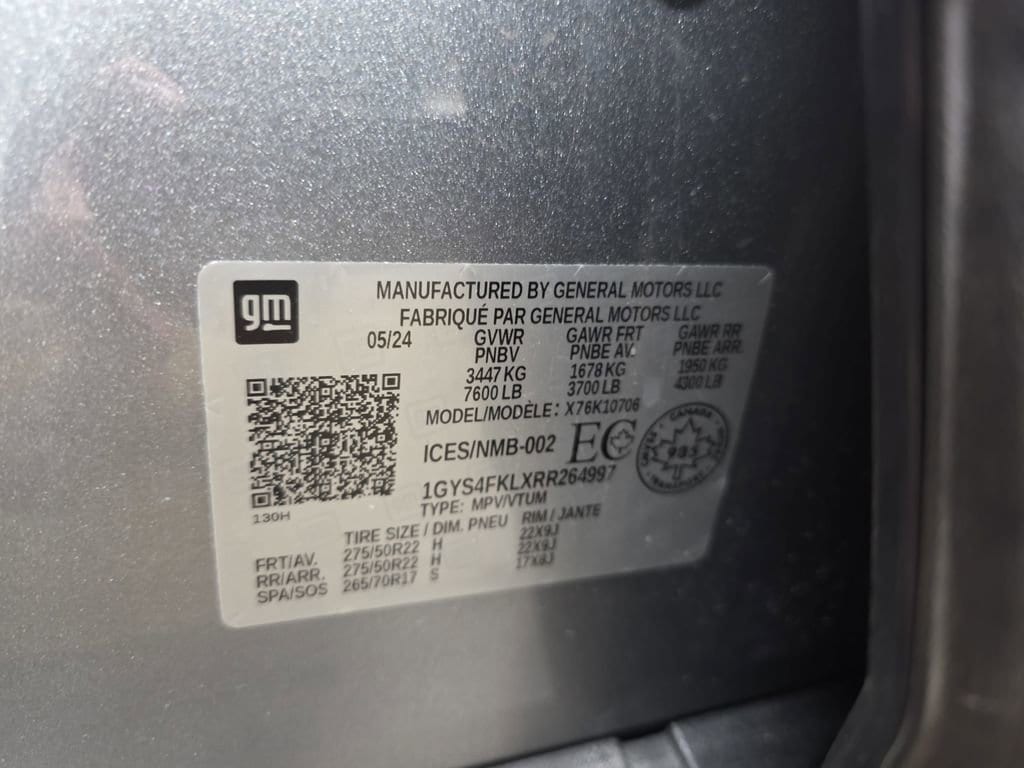 gm
MANUFACTURED BY GENERAL MOTORS LLC
FABRIQUÉ PAR GENERAL MOTORS LLC
05/24 GVWR GAWR FRT GAWR RR
PNBV PNBE AV. PNBE ARR.
3447 KG 1678 KG 1950 KG
7600 LB 3700 LB 4300 LB
MODEL/MODÈLE: X76K10706
ICES/NMB-002 EC
CANADA
983
TRANSPORT
1GYS4FKLXRR264997
TYPE: MPV/VTUM
130H
TIRE SIZE / DIM. PNEU RIM / JANTE
FRT/AV. 275/50R22 H 22X9J
RR/ARR. 275/50R22 H 22X9J
SPA/SOS 265/70R17 S 17X8J